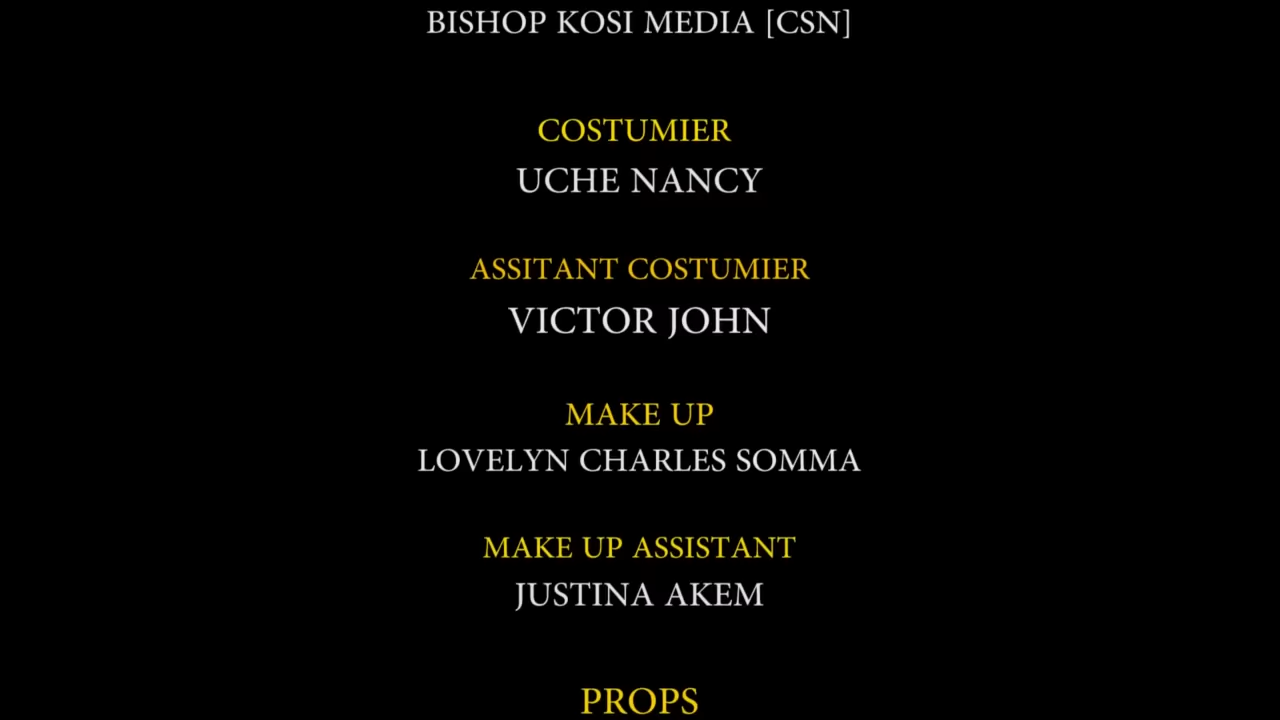 BISHOP KOSI MEDIA [CSN]
COSTUMIER
UCHE NANCY
ASSITANT COSTUMIER
VICTOR JOHN
MAKE UP
LOVELYN CHARLES SOMMA
MAKE UP ASSISTANT
JUSTINA AKEM
PROPS